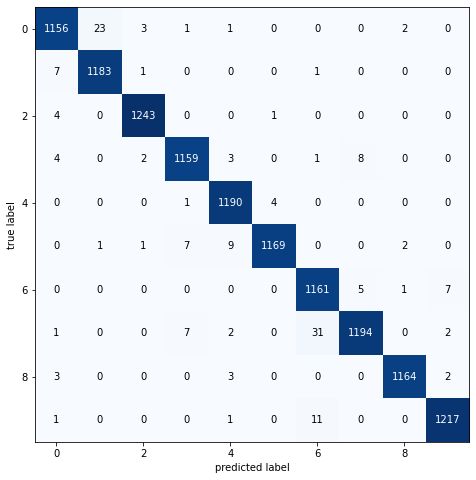 0 1156 23 3 1 1 0 0 0 2 0
7 1183 1 0 0 0 1 0 0 0
2 4 0 1243 0 0 1 0 0 0 0
4 0 2 1159 3 0 1 8 0 0
4 0 0 0 1 1190 4 0 0 0 0
0 1 1 7 9 1169 0 0 2 0
6 0 0 0 0 0 0 1161 5 1 7
1 0 0 7 2 0 31 1194 0 2
8 3 0 0 0 3 0 0 0 1164 2
1 0 0 0 1 0 11 0 0 1217
0 2 4 6 8
true label
predicted label